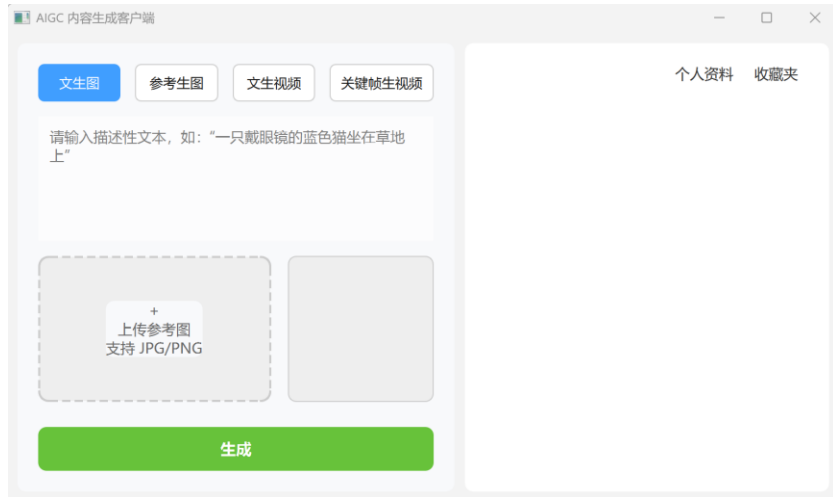 AIGC 内容生成客户端
文生图 参考生图 文生视频 关键帧生视频
个人资料 收藏夹
请输入描述性文本，如：“一只戴眼镜的蓝色猫坐在草地
上”
+
上传参考图
支持 JPG/PNG
生成